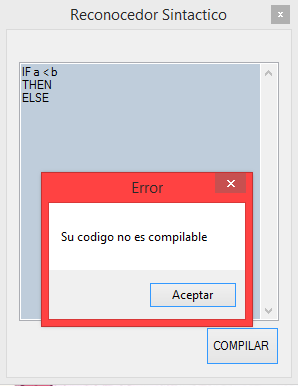 Reconocedor Sintactico
IF a < b
THEN
ELSE
Error
Su codigo no es compilable
Aceptar
COMPILAR